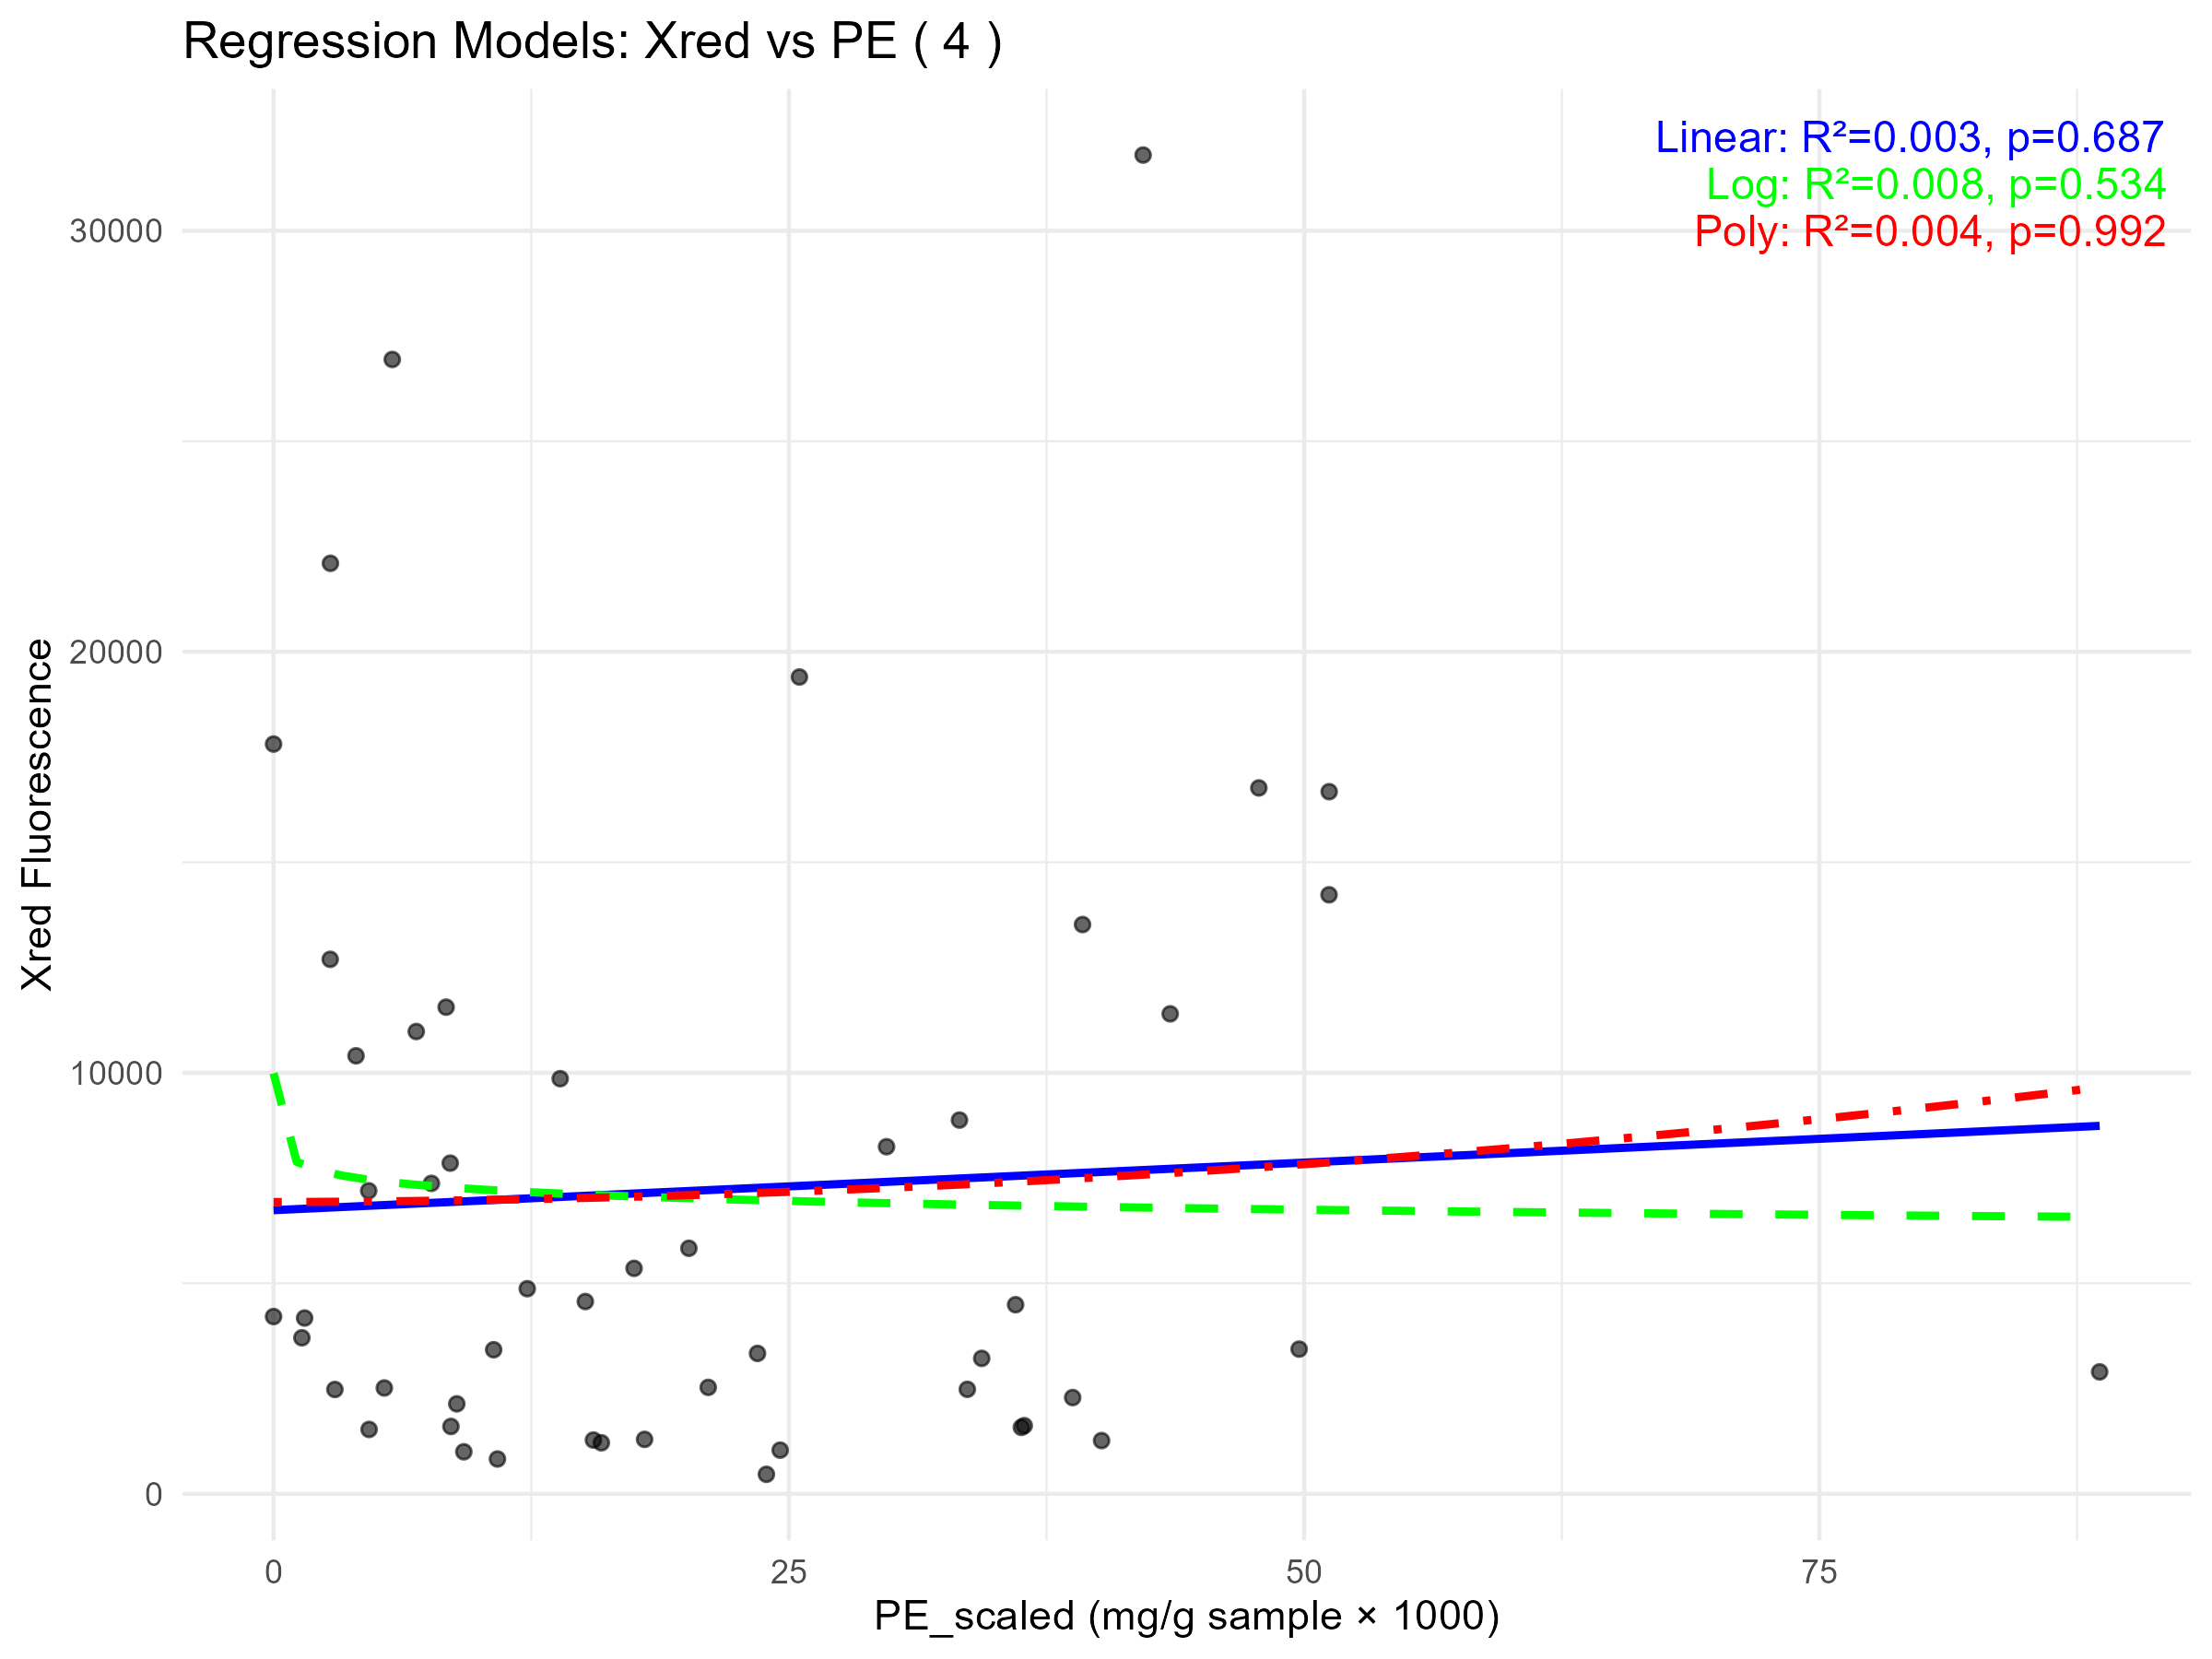 Regression Models: Xred vs PE ( 4 )
Linear: R²=0.003, p=0.687
Log: R²=0.008, p=0.534
Poly: R²=0.004, p=0.992
Xred Fluorescence
30000
20000
10000
0
0 25 50 75
PE_scaled (mg/g sample × 1000)